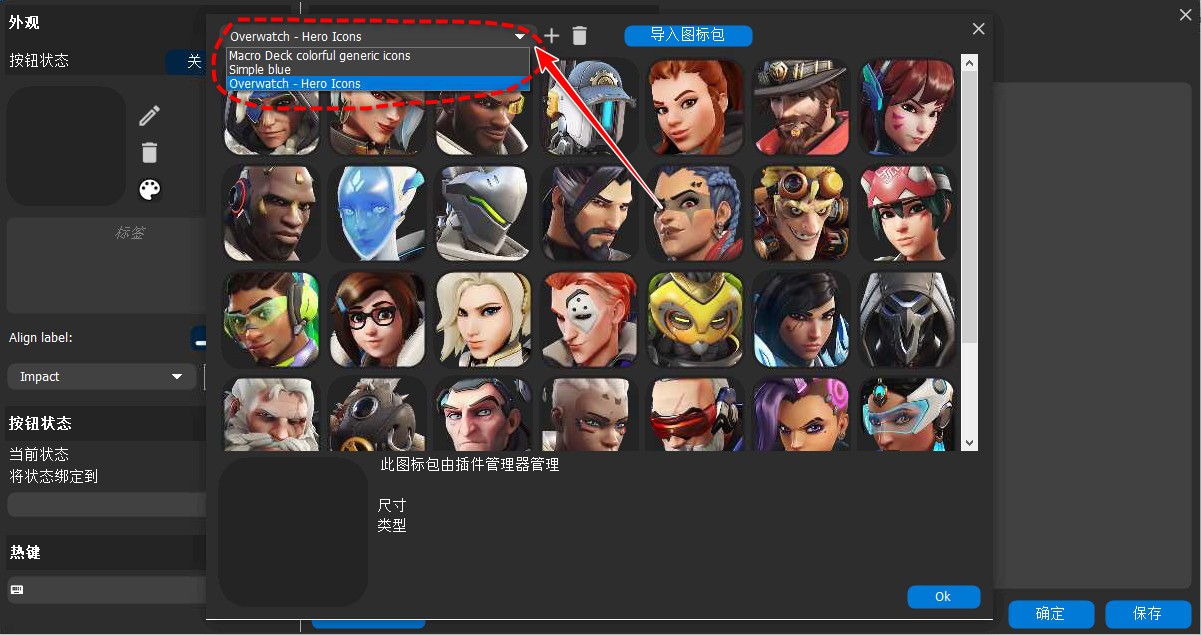 外观
按钮状态
关
标签
Align label:
Impact
按钮状态
当前状态
将状态绑定到
热键
Overwatch - Hero Icons
导入图标包
Macro Deck colorful generic icons
Simple blue
Overwatch - Hero Icons
此图标包由插件管理器管理
尺寸
类型
Ok
确定
保存